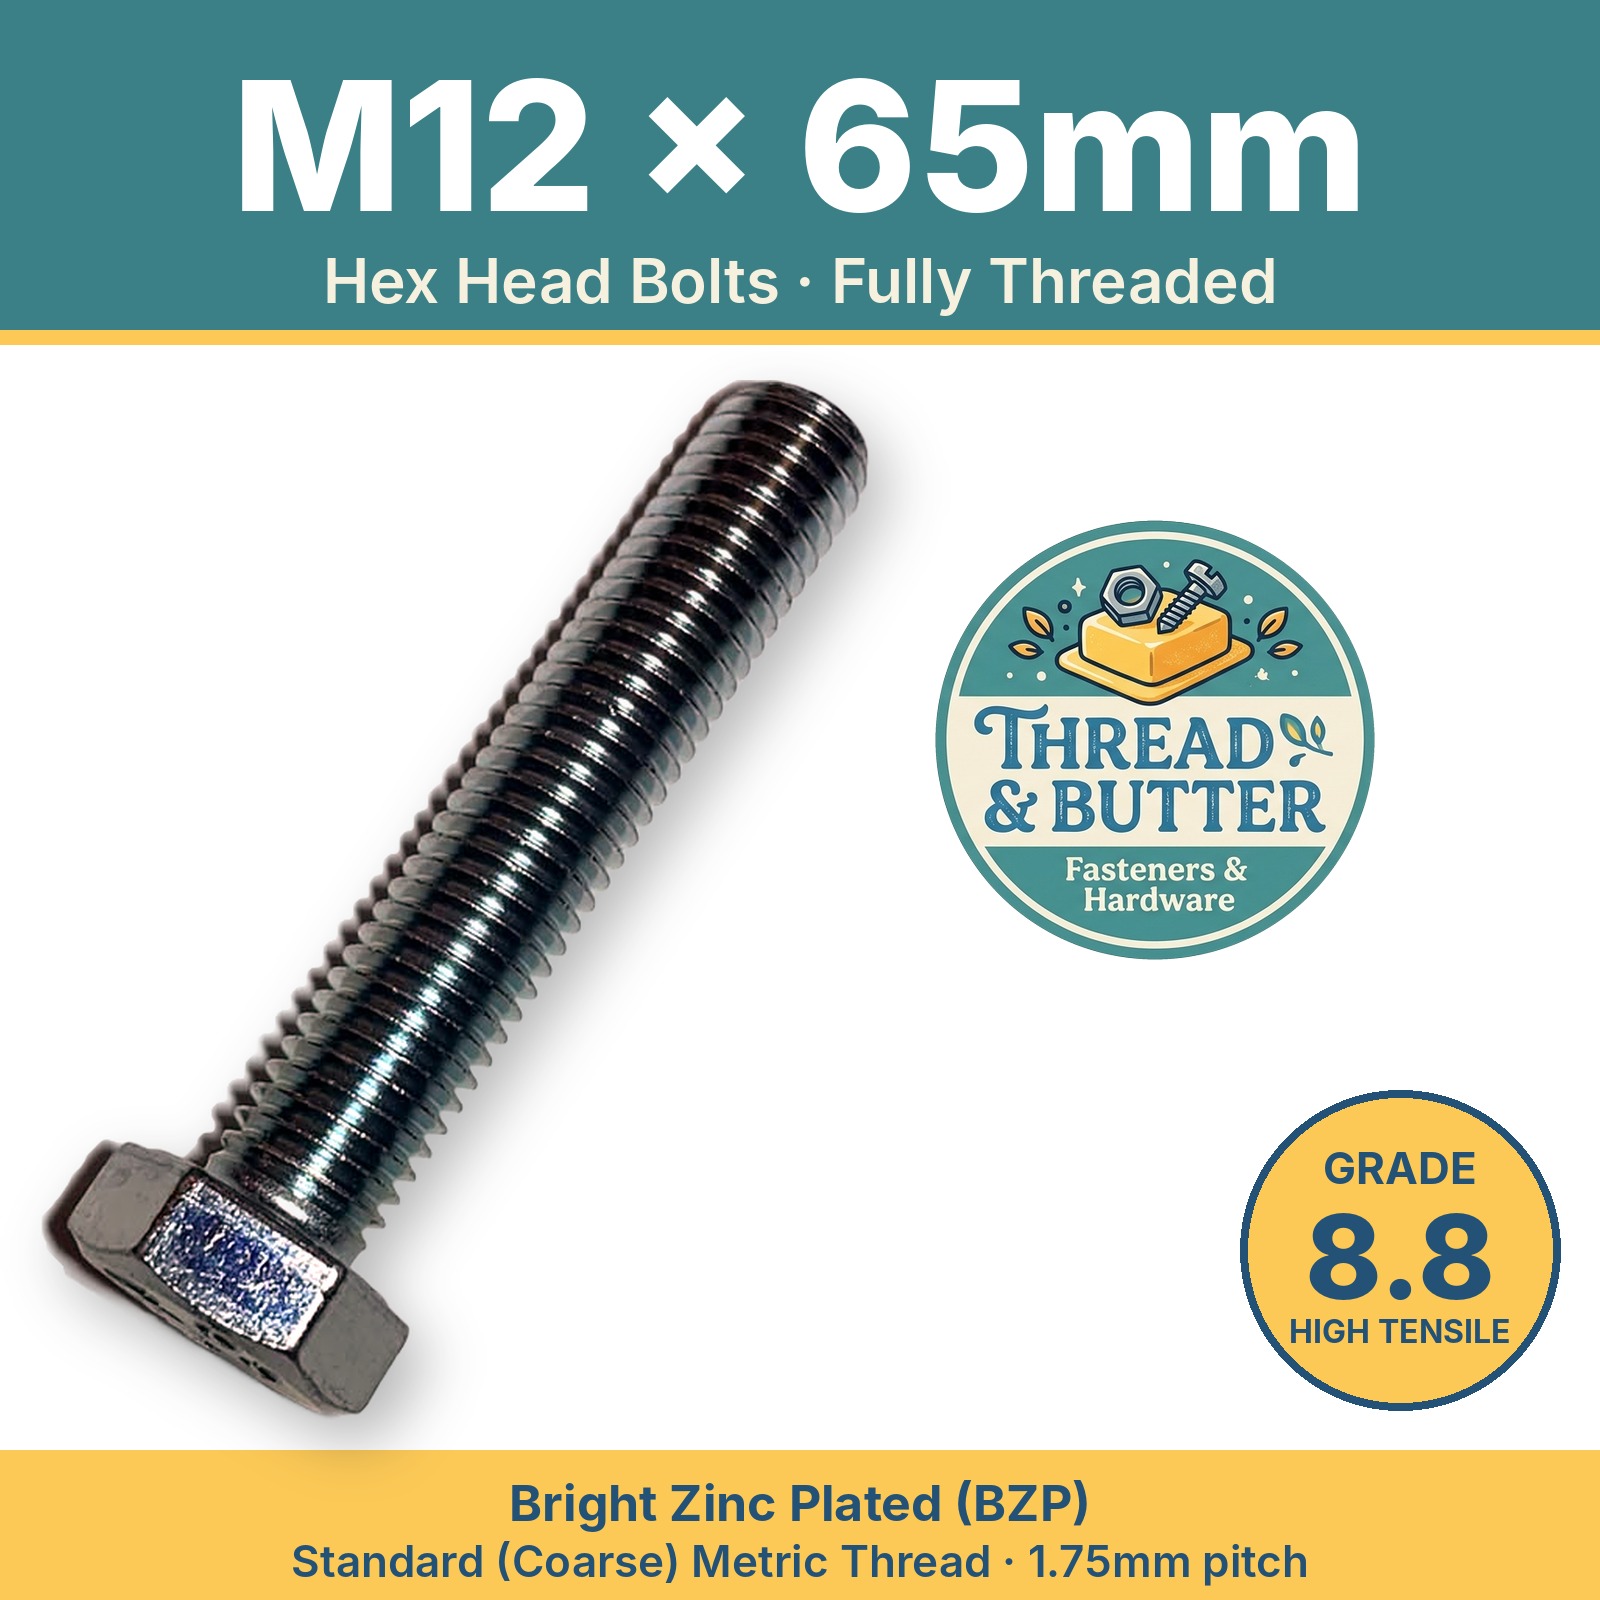 M12 × 65mm
Hex Head Bolts · Fully Threaded
THREAD
& BUTTER
Fasteners &
Hardware
GRADE
8.8
HIGH TENSILE
Bright Zinc Plated (BZP)
Standard (Coarse) Metric Thread · 1.75mm pitch